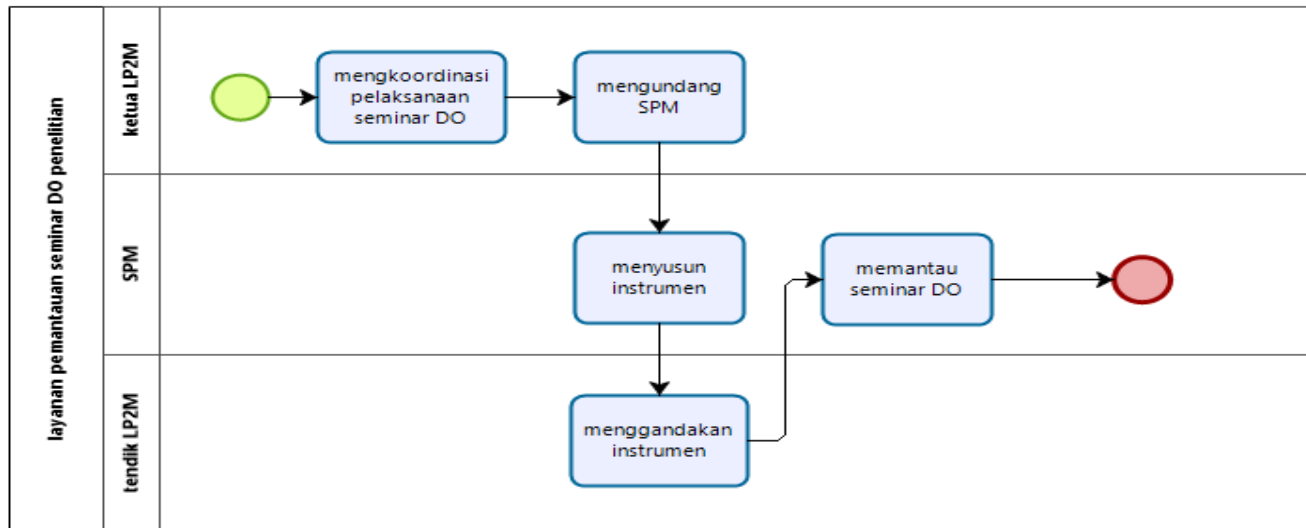 layanan pemantauan seminar DO penelitian
ketua LP2M
mengkoordinasi
pelaksanaan
seminar DO
mengundang
SPM
SPM
menyusun
instrumen
memantau
seminar DO
tendik LP2M
menggandakan
instrumen